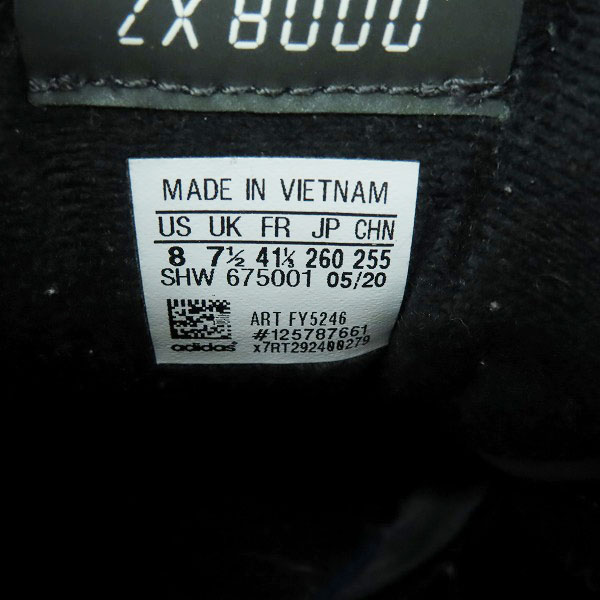 ZX 8000
MADE IN VIETNAM
US UK FR JP CHN
8 7½ 41⅓ 260 255
SHW 675001 05/20
ART FY5246
#125787661
adidas x7RT292400279